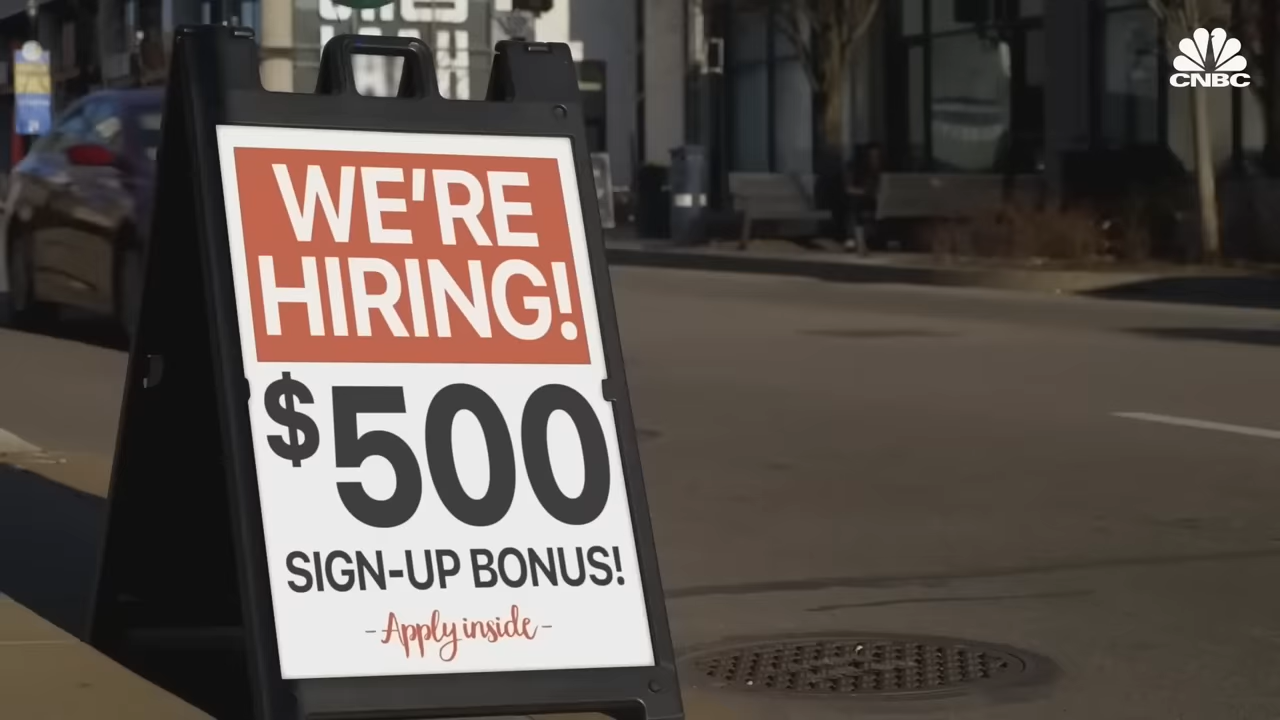 CNBC
WE'RE
HIRING!
$500
SIGN-UP BONUS!
-Apply inside-